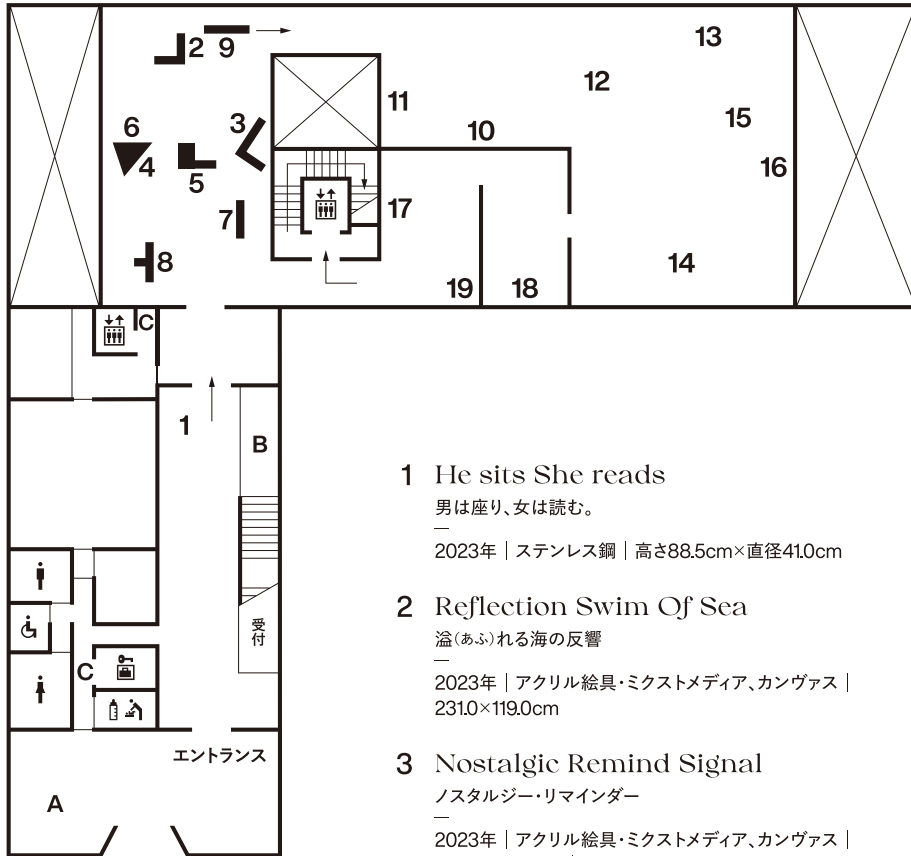 2 9
13
12
11
3
6
10
15
4
5
16
17
7
8
14
19 18
C
1
B
受付
C
エントランス
A
1 He sits She reads
男は座り、女は読む。
2023年｜ステンレス鋼｜高さ88.5cm×直径41.0cm
2 Reflection Swim Of Sea
溢(あふ)れる海の反響
2023年｜アクリル絵具・ミクストメディア、カンヴァス｜
231.0×119.0cm
3 Nostalgic Remind Signal
ノスタルジー・リマインダー
2023年｜アクリル絵具・ミクストメディア、カンヴァス｜